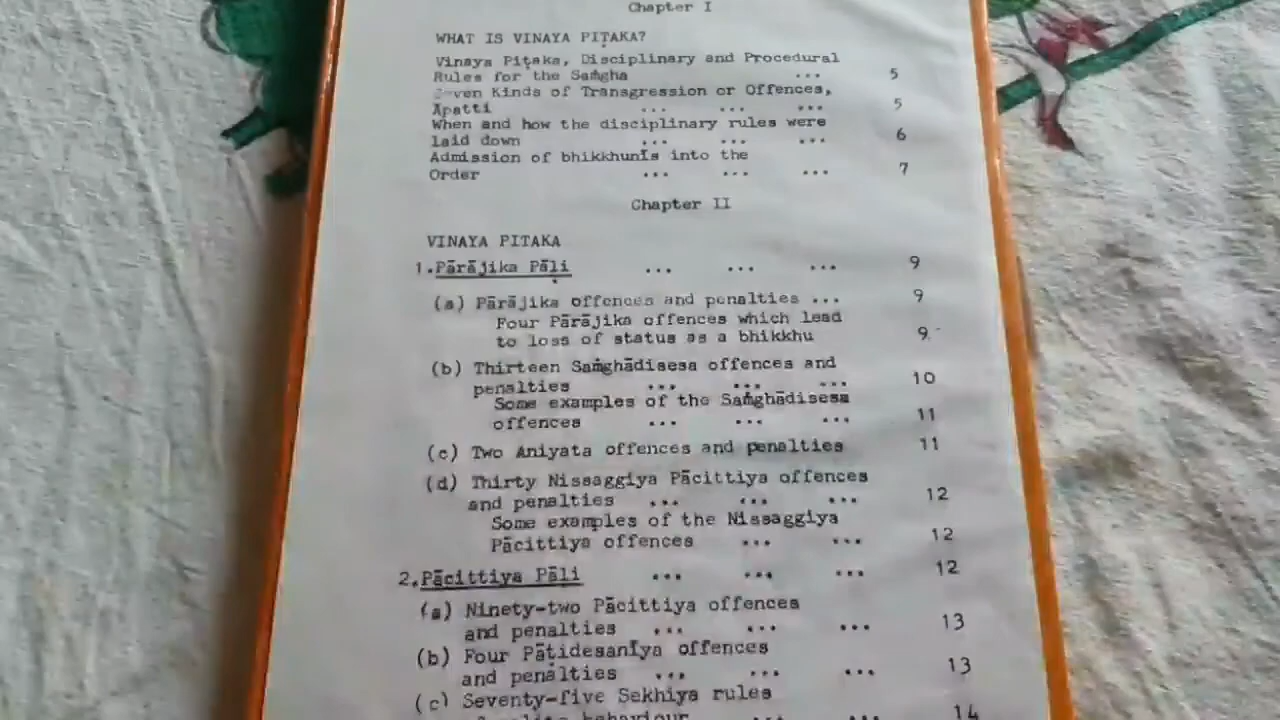 Chapter I
WHAT IS VINAYA PIṬAKA?
Vinaya Piṭaka, Disciplinary and Procedural
Rules for the Saṁgha ... 5
Seven Kinds of Transgression or Offences,
Āpatti ... ... ... 5
When and how the disciplinary rules were
laid down ... ... ... 6
Admission of bhikkhunīs into the
Order ... ... ... 7
Chapter II
VINAYA PITAKA
1.Pārājika Pāḷi ... ... ... 9
(a) Pārājika offences and penalties ... 9
Four Pārājika offences which lead
to loss of status as a bhikkhu 9
(b) Thirteen Saṁghādisesa offences and
penalties ... ... ... 10
Some examples of the Saṁghādisesa
offences ... ... ... 11
(c) Two Aniyata offences and penalties 11
(d) Thirty Nissaggiya Pācittiya offences
and penalties ... ... ... 12
Some examples of the Nissaggiya
Pācittiya offences ... ... 12
2.Pācittiya Pāḷi ... ... ... 12
(a) Ninety-two Pācittiya offences
and penalties ... ... ... 13
(b) Four Pāṭidesanīya offences
and penalties ... ... ... 13
(c) Seventy-five Sekhiya rules
behaviour ... ... 14